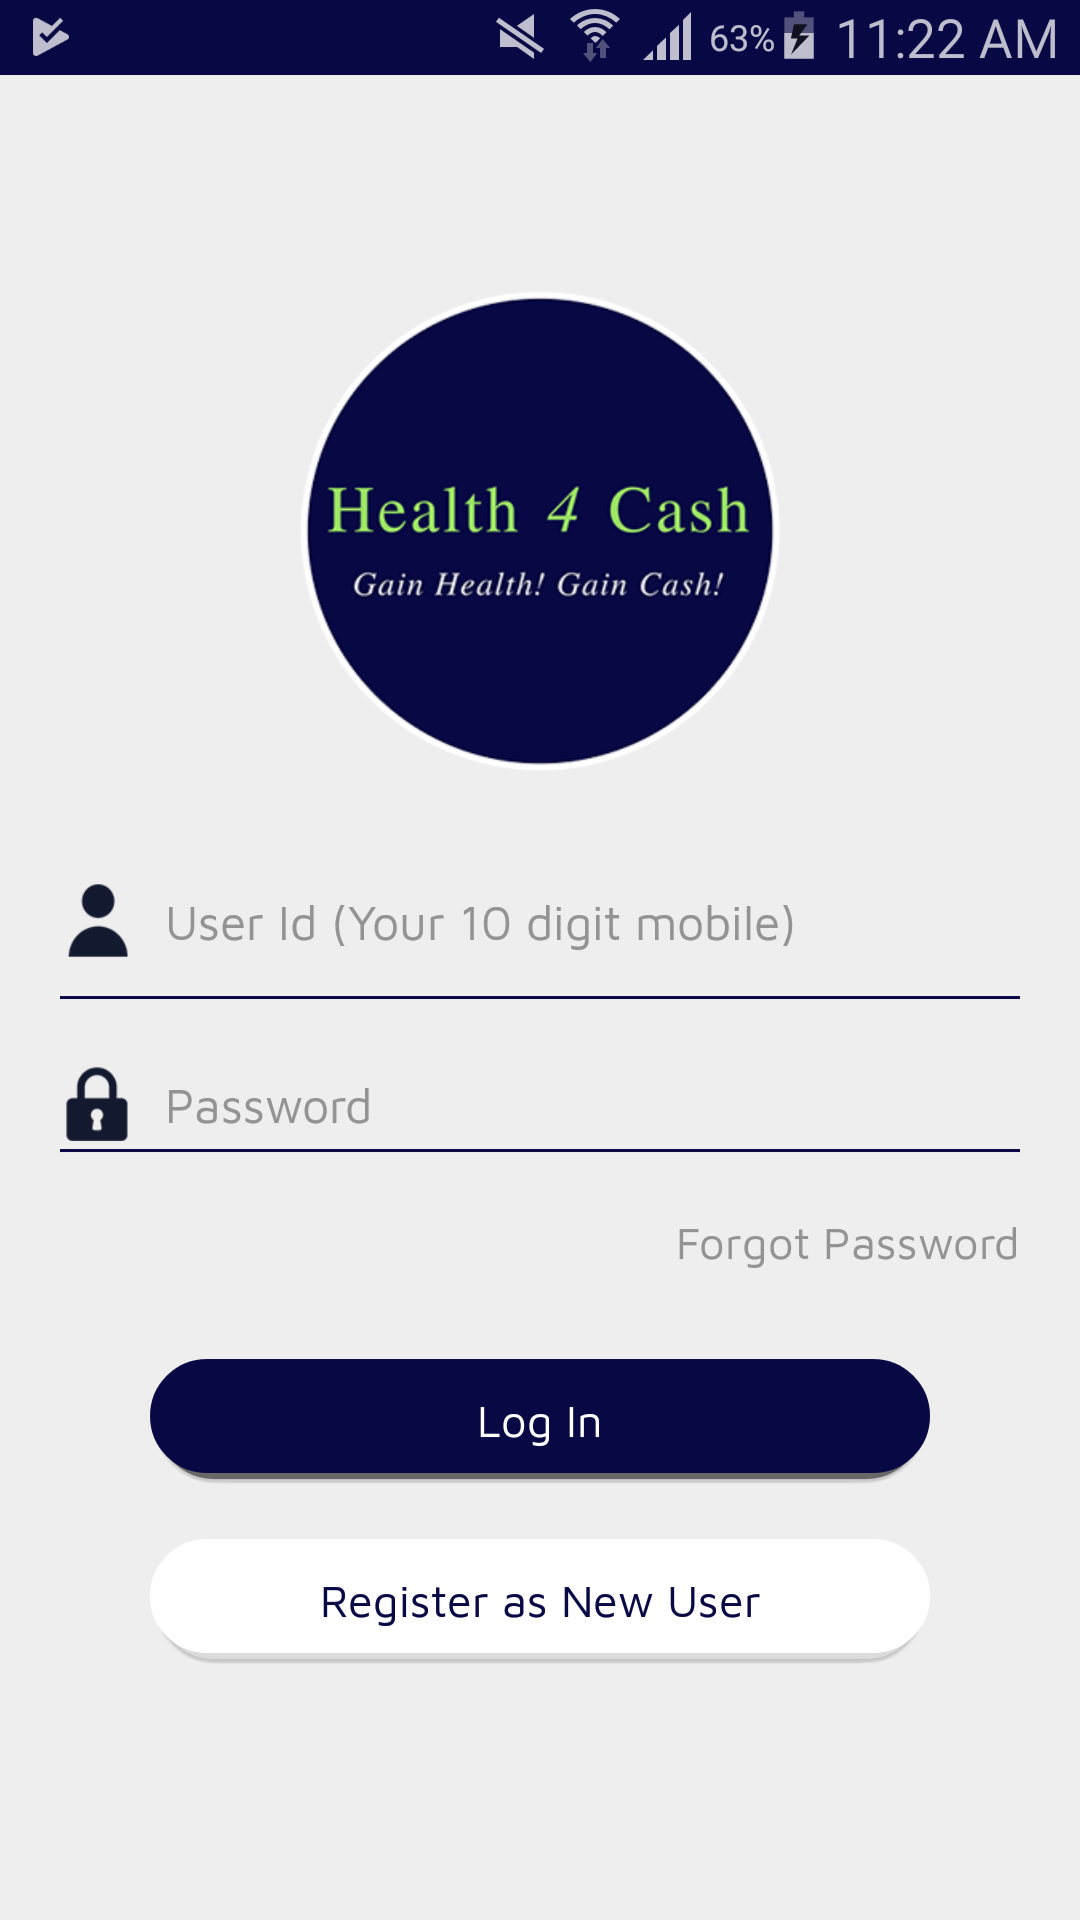 63% 11:22 AM
Health 4 Cash
Gain Health! Gain Cash!
User Id (Your 10 digit mobile)
Password
Forgot Password
Log In
Register as New User